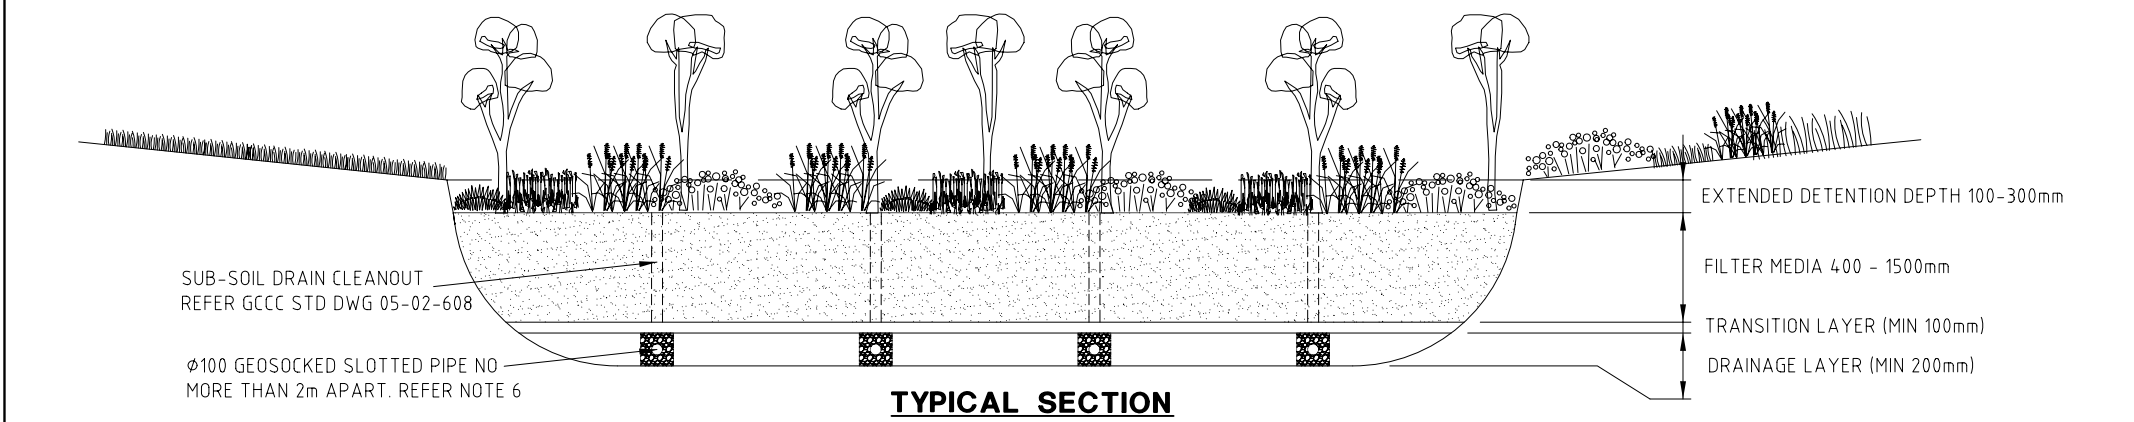 EXTENDED DETENTION DEPTH 100-300mm
FILTER MEDIA 400 - 1500mm
SUB-SOIL DRAIN CLEANOUT
REFER GCCC STD DWG 05-02-608
TRANSITION LAYER (MIN 100mm)
Ø100 GEOSOCKED SLOTTED PIPE NO
MORE THAN 2m APART. REFER NOTE 6
DRAINAGE LAYER (MIN 200mm)
TYPICAL SECTION